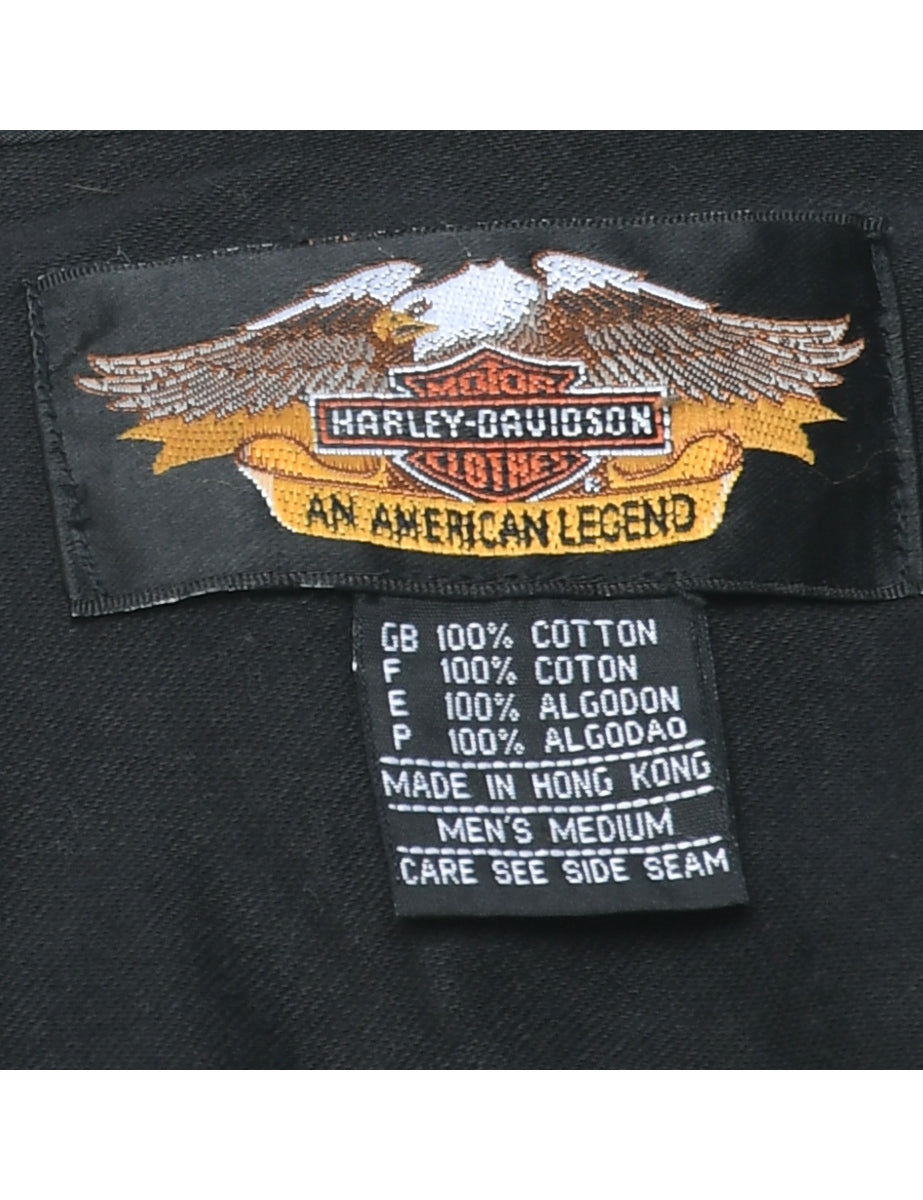 MOTOR
HARLEY-DAVIDSON
CLOTHES
®
AN AMERICAN LEGEND
GB 100% COTTON
F 100% COTON
E 100% ALGODON
P 100% ALGODAO
MADE IN HONG KONG
MEN'S MEDIUM
CARE SEE SIDE SEAM